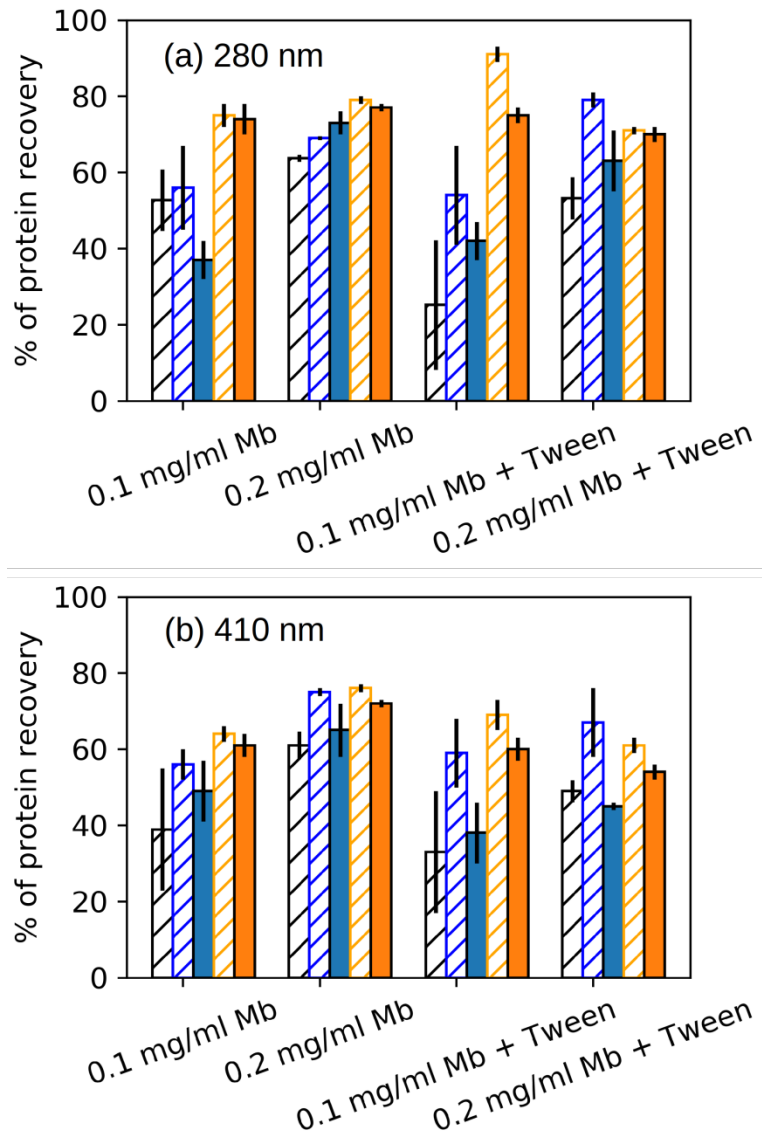 (a) 280 nm
% of protein recovery
100
80
60
40
20
0
0.1 mg/ml Mb
0.2 mg/ml Mb
0.1 mg/ml Mb + Tween
0.2 mg/ml Mb + Tween
(b) 410 nm
% of protein recovery
100
80
60
40
20
0
0.1 mg/ml Mb
0.2 mg/ml Mb
0.1 mg/ml Mb + Tween
0.2 mg/ml Mb + Tween